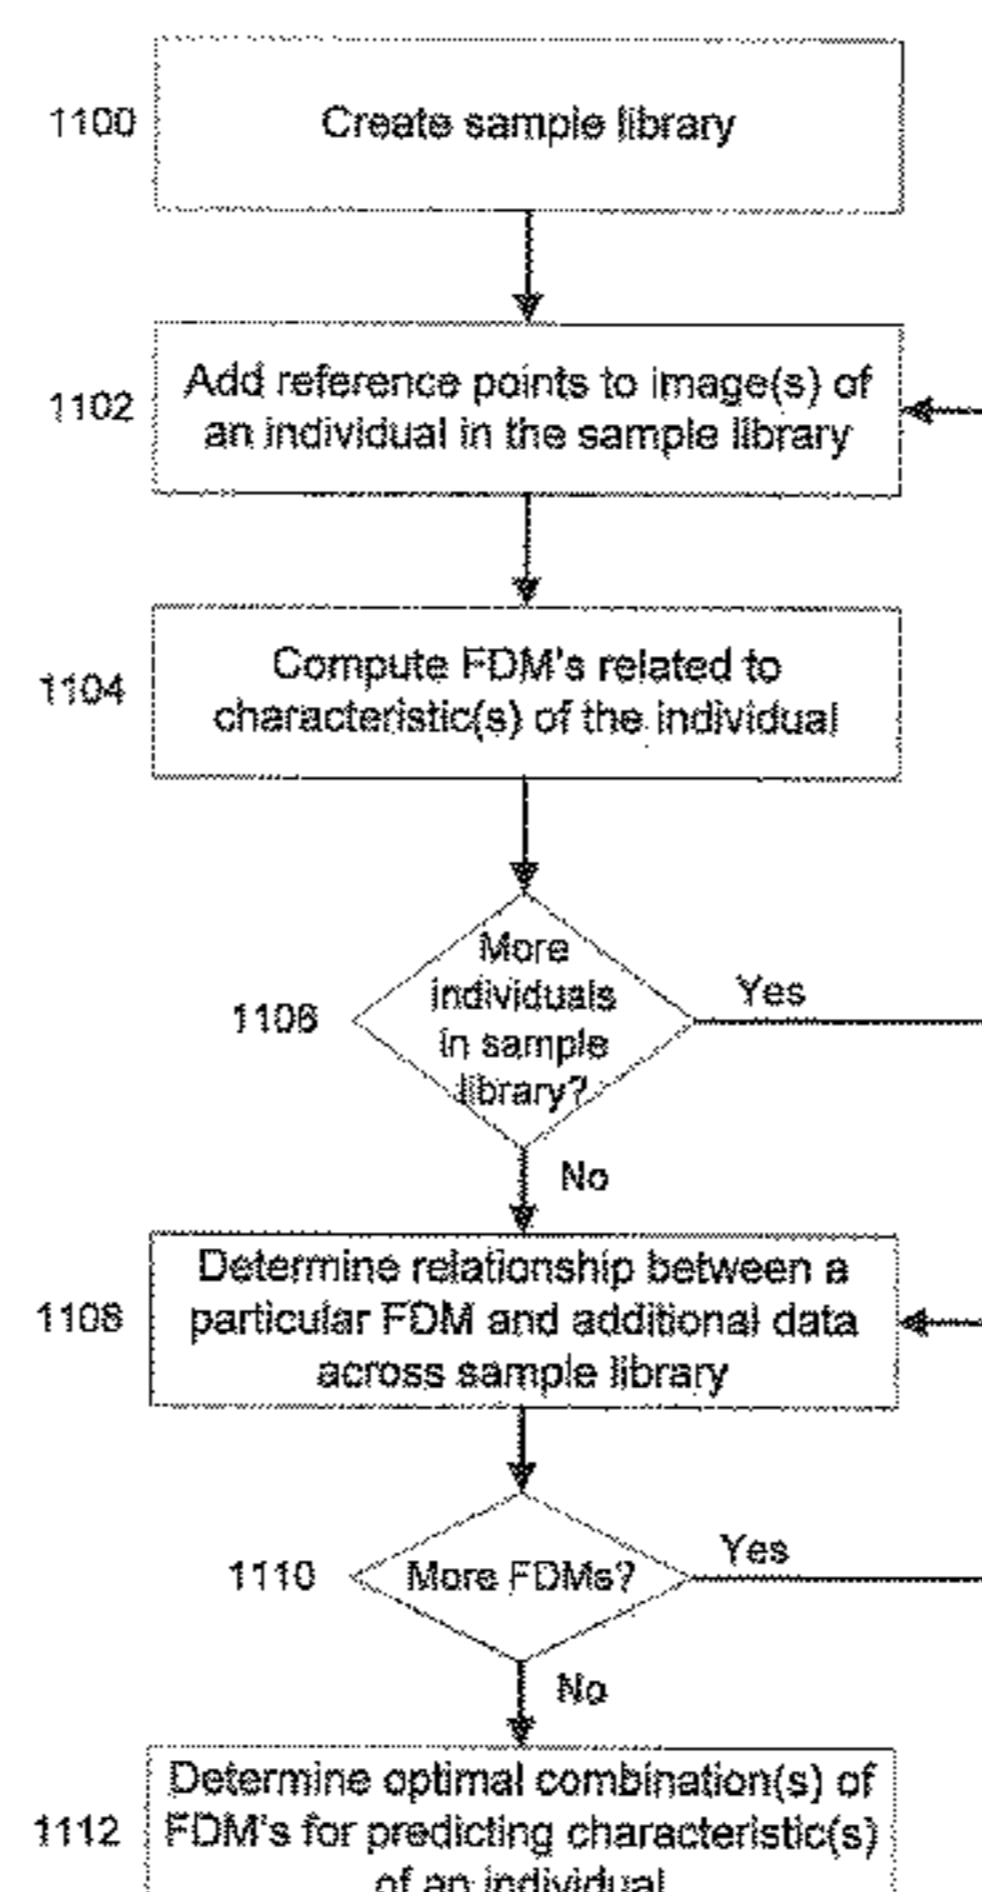 1100
Create sample library
1102
Add reference points to image(s) of
an individual in the sample library
1104
Compute FDM's related to
characteristic(s) of the individual
1106
More
individuals
in sample
library?
Yes
No
1108
Determine relationship between a
particular FDM and additional data
across sample library
1110
More FDMs?
Yes
No
1112
Determine optimal combination(s) of
FDM's for predicting characteristic(s)
of an individual